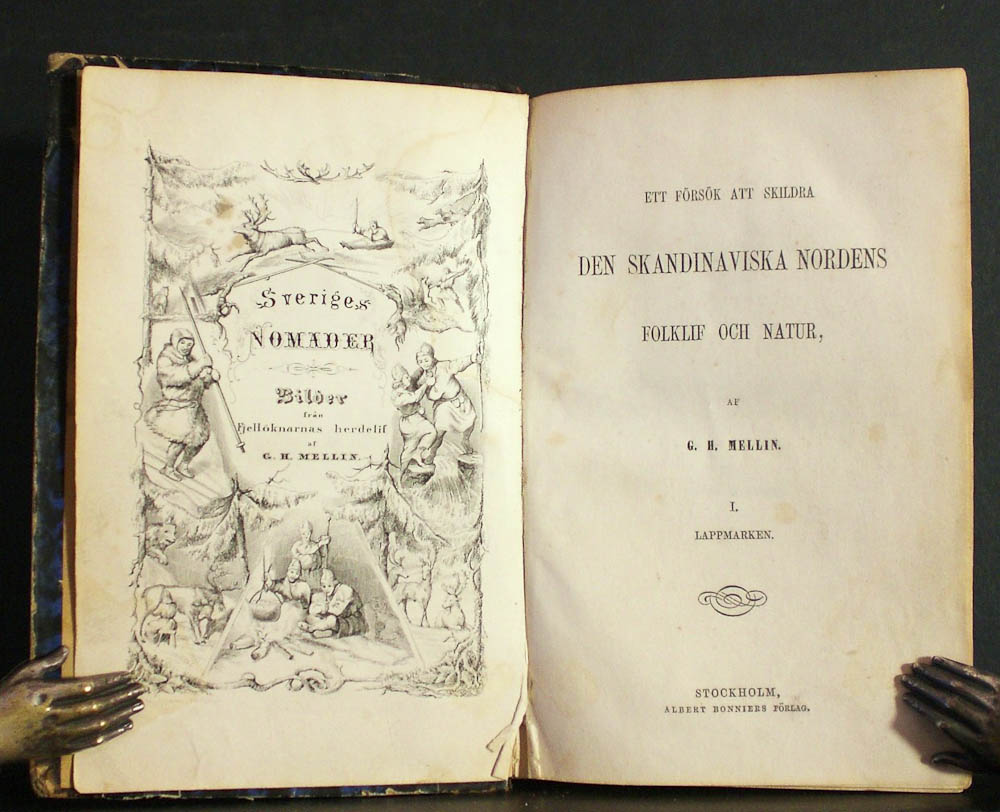 Sveriges
NOMADER
Bilder
från
Fjellöknarnas herdelif
af
G. H. MELLIN.
ETT FÖRSÖK ATT SKILDRA
DEN SKANDINAVISKA NORDENS
FOLKLIF OCH NATUR,
AF
G. H. MELLIN.
I.
LAPPMARKEN.
STOCKHOLM,
ALBERT BONNIERS FÖRLAG.